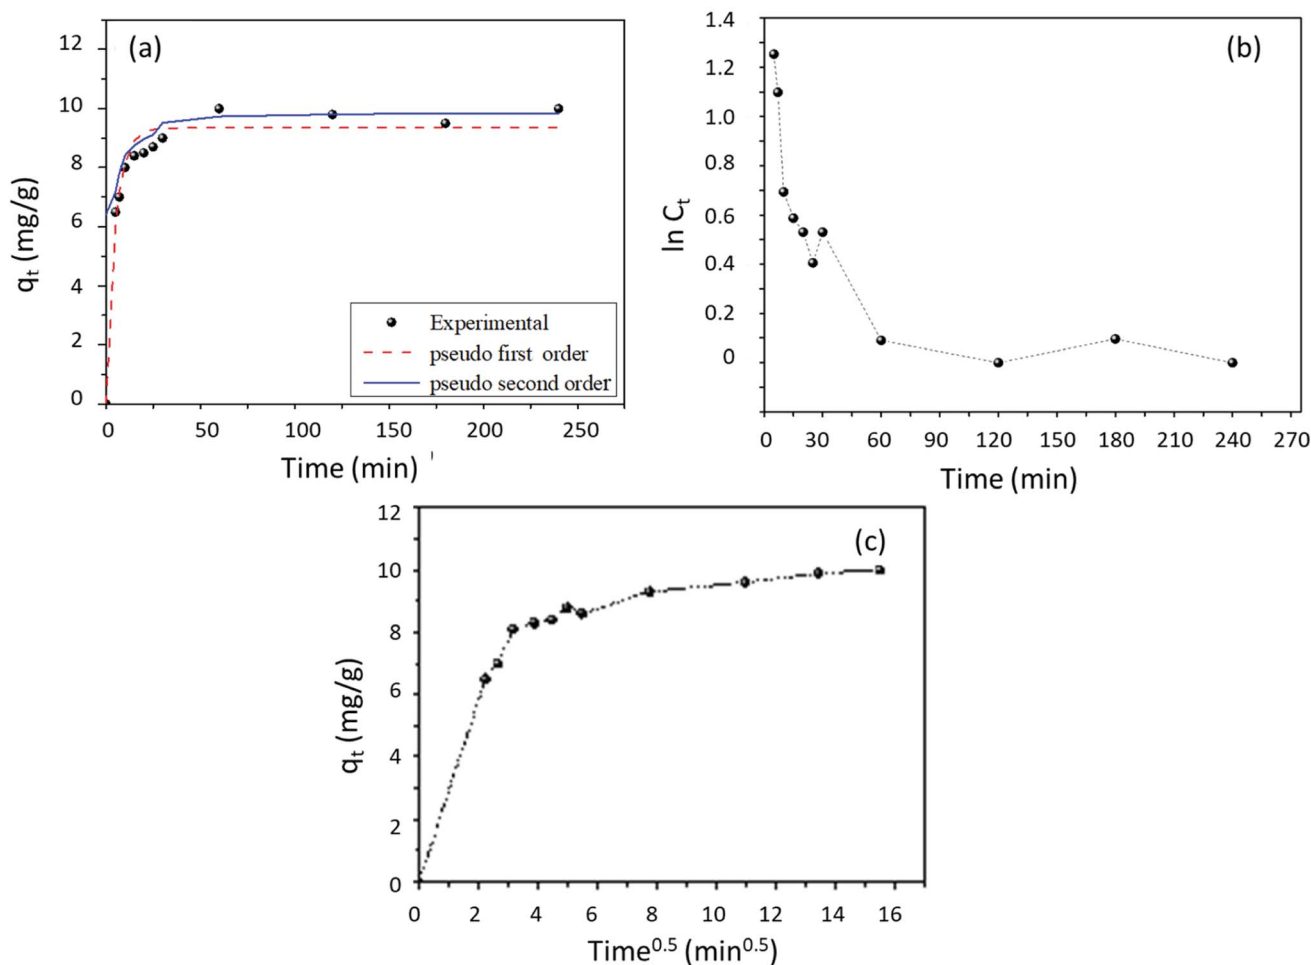 (a)
12
10
8
6
4
2
0
qt (mg/g)
Experimental
pseudo first order
pseudo second order
0 50 100 150 200 250
Time (min)
(b)
1.4
1.2
1.0
0.8
0.6
0.4
0.2
0
ln Ct
0 30 60 90 120 150 180 210 240 270
Time (min)
(c)
12
10
8
6
4
2
0
qt (mg/g)
0 2 4 6 8 10 12 14 16
Time0.5 (min0.5)